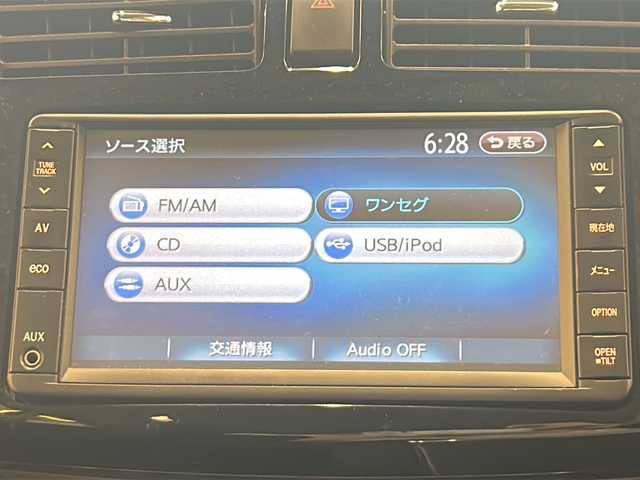 ソース選択 6:28 戻る
FM/AM ワンセグ
CD USB/iPod
AUX
交通情報 Audio OFF
TUNE
TRACK
AV
eco
AUX
VOL
現在地
メニュー
OPTION
OPEN
TILT